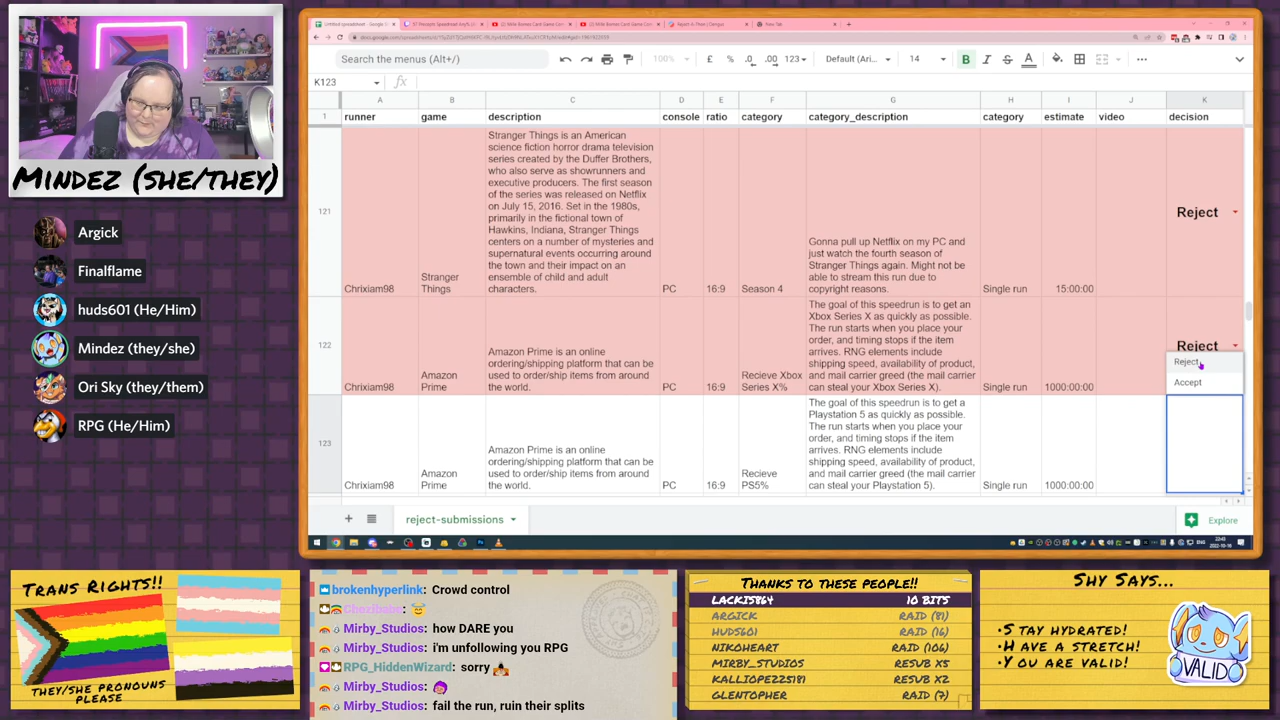 MINDEZ (SHE/THEY)
Argick
Finalflame
huds601 (He/Him)
Mindez (they/she)
Ori Sky (they/them)
RPG (He/Him)
Search the menus (Alt+/)
100%
£ % .0 .00 123
Default (Ari...
14
B I S A
K123
fx
A B C D E F G H I J K
1 runner game description console ratio category category_description category estimate video decision
121
Chrixiam98
Stranger
Things
Stranger Things is an American
science fiction horror drama television
series created by the Duffer Brothers,
who also serve as showrunners and
executive producers. The first season
of the series was released on Netflix
on July 15, 2016. Set in the 1980s,
primarily in the fictional town of
Hawkins, Indiana, Stranger Things
centers on a number of mysteries and
supernatural events occurring around
the town and their impact on an
ensemble of child and adult
characters.
PC
16:9
Season 4
Gonna pull up Netflix on my PC and
just watch the fourth season of
Stranger Things again. Might not be
able to stream this run due to
copyright reasons.
Single run
15:00:00
Reject
122
Chrixiam98
Amazon
Prime
Amazon Prime is an online
ordering/shipping platform that can be
used to order/ship items from around
the world.
PC
16:9
Recieve Xbox
Series X%
The goal of this speedrun is to get an
Xbox Series X as quickly as possible.
The run starts when you place your
order, and timing stops if the item
arrives. RNG elements include
shipping speed, availability of product,
and mail carrier greed (the mail carrier
can steal your Xbox Series X).
Single run
1000:00:00
Reject
Reject
Accept
123
Chrixiam98
Amazon
Prime
Amazon Prime is an online
ordering/shipping platform that can be
used to order/ship items from around
the world.
PC
16:9
Recieve
PS5%
The goal of this speedrun is to get a
Playstation 5 as quickly as possible.
The run starts when you place your
order, and timing stops if the item
arrives. RNG elements include
shipping speed, availability of product,
and mail carrier greed (the mail carrier
can steal your Playstation 5).
Single run
1000:00:00
reject-submissions
Explore
TRANS RIGHTS!!
THEY/SHE PRONOUNS
PLEASE
brokenhyperlink: Crowd control
Mirby_Studios: how DARE you
Mirby_Studios: i'm unfollowing you RPG
RPG_HiddenWizard: sorry
Mirby_Studios:
Mirby_Studios: fail the run, ruin their splits
THANKS TO THESE PEOPLE!!
LACKIS864 10 BITS
ARGICK RAID (81)
HUDS601 RAID (16)
NIKOHEART RAID (106)
MIRBY_STUDIOS RESUB X5
KALLIOPE225181 RESUB X2
GLENTOPHER RAID (7)
SHY SAYS...
•STAY HYDRATED!
•HAVE A STRETCH!
•YOU ARE VALID!
VALID